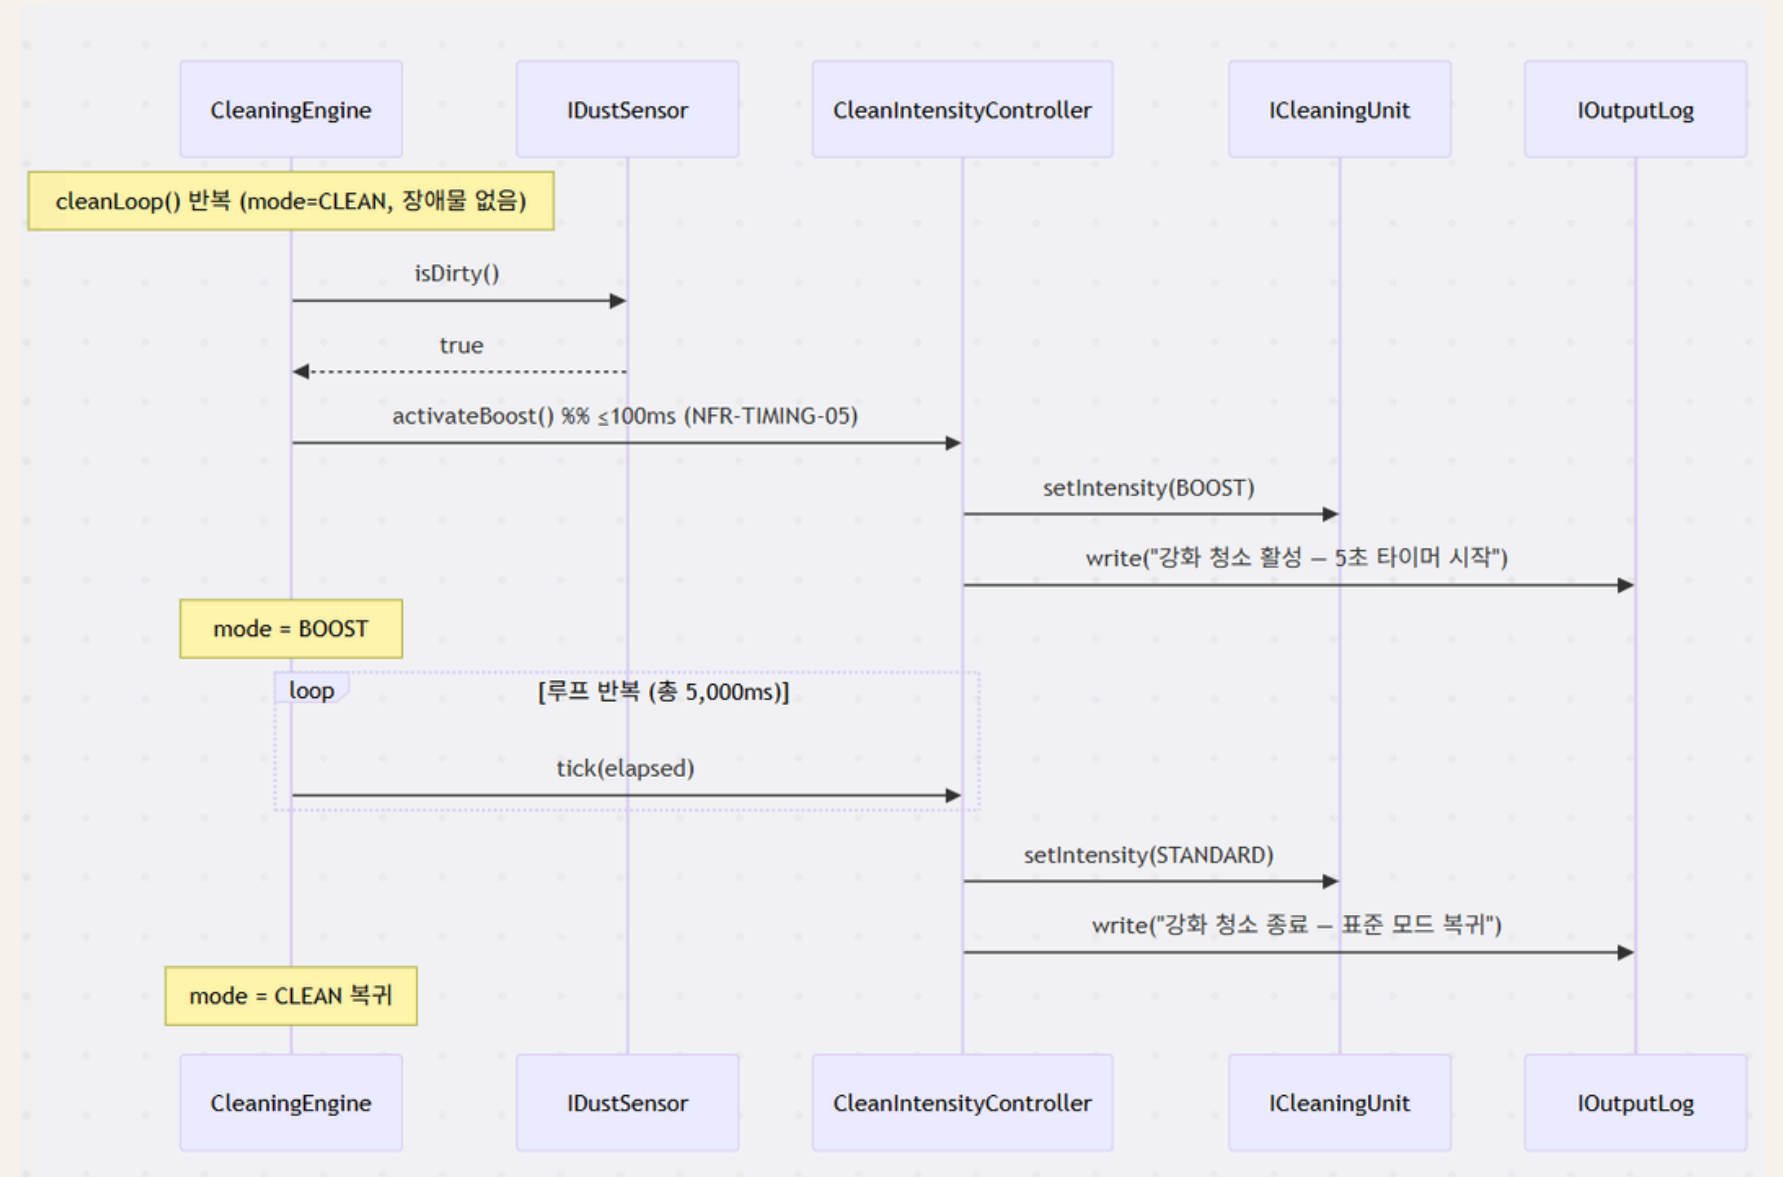 CleaningEngine
IDustSensor
CleanIntensityController
ICleaningUnit
IOutputLog
cleanLoop() 반복 (mode=CLEAN, 장애물 없음)
isDirty()
true
activateBoost() %% ≤100ms (NFR-TIMING-05)
setIntensity(BOOST)
write("강화 청소 활성 – 5초 타이머 시작")
mode = BOOST
loop
[루프 반복 (총 5,000ms)]
tick(elapsed)
setIntensity(STANDARD)
write("강화 청소 종료 – 표준 모드 복귀")
mode = CLEAN 복귀
CleaningEngine
IDustSensor
CleanIntensityController
ICleaningUnit
IOutputLog